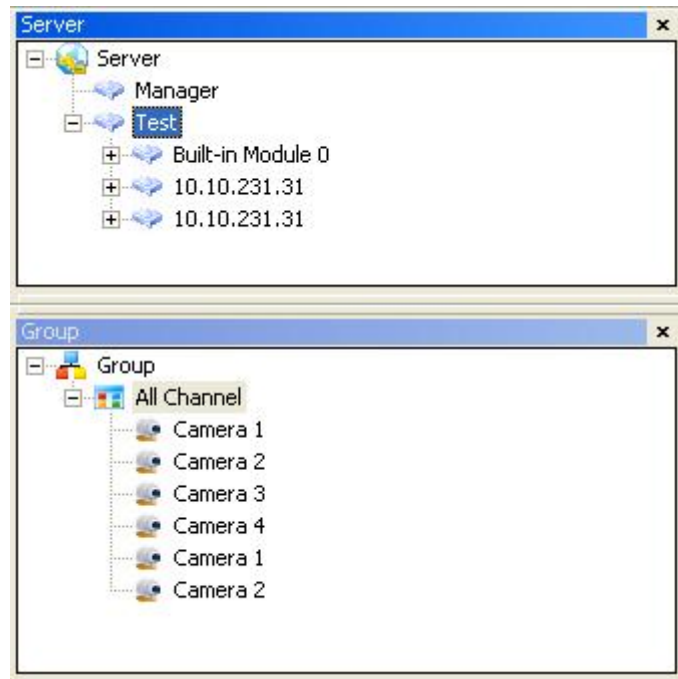 Server
Server
Manager
Test
Built-in Module 0
10.10.231.31
10.10.231.31
Group
Group
All Channel
Camera 1
Camera 2
Camera 3
Camera 4
Camera 1
Camera 2